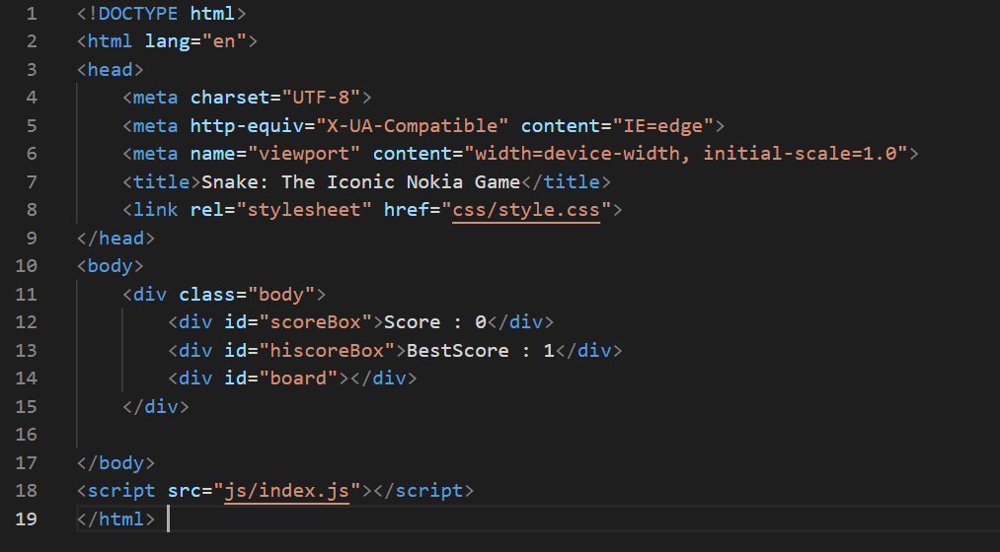 1 <!DOCTYPE html>
2 <html lang="en">
3 <head>
4     <meta charset="UTF-8">
5     <meta http-equiv="X-UA-Compatible" content="IE=edge">
6     <meta name="viewport" content="width=device-width, initial-scale=1.0">
7     <title>Snake: The Iconic Nokia Game</title>
8     <link rel="stylesheet" href="css/style.css">
9 </head>
10 <body>
11     <div class="body">
12         <div id="scoreBox">Score : 0</div>
13         <div id="hiscoreBox">BestScore : 1</div>
14         <div id="board"></div>
15     </div>
16
17 </body>
18 <script src="js/index.js"></script>
19 </html>